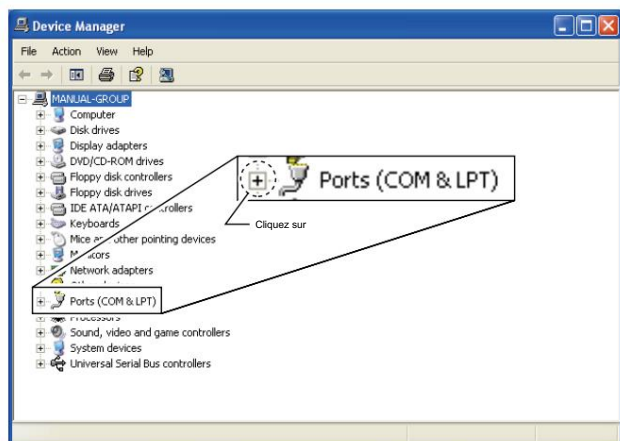 Device Manager
File Action View Help
MANUAL-GROUP
Computer
Disk drives
Display adapters
DVD/CD-ROM drives
Floppy disk controllers
Floppy disk drives
IDE ATA/ATAPI controllers
Keyboards
Mice and other pointing devices
Monitors
Network adapters
Ports (COM & LPT)
Processors
Sound, video and game controllers
System devices
Universal Serial Bus controllers
Ports (COM & LPT)
Cliquez sur